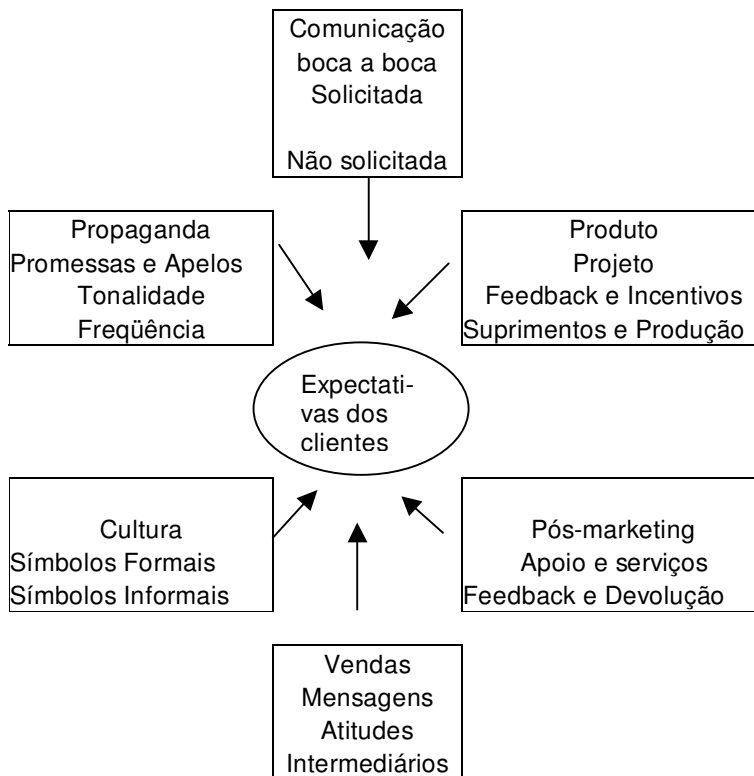 Comunicação
boca a boca
Solicitada
Não solicitada
Propaganda
Promessas e Apelos
Tonalidade
Freqüência
Produto
Projeto
Feedback e Incentivos
Suprimentos e Produção
Expectati-
vas dos
clientes
Cultura
Símbolos Formais
Símbolos Informais
Pós-marketing
Apoio e serviços
Feedback e Devolução
Vendas
Mensagens
Atitudes
Intermediários